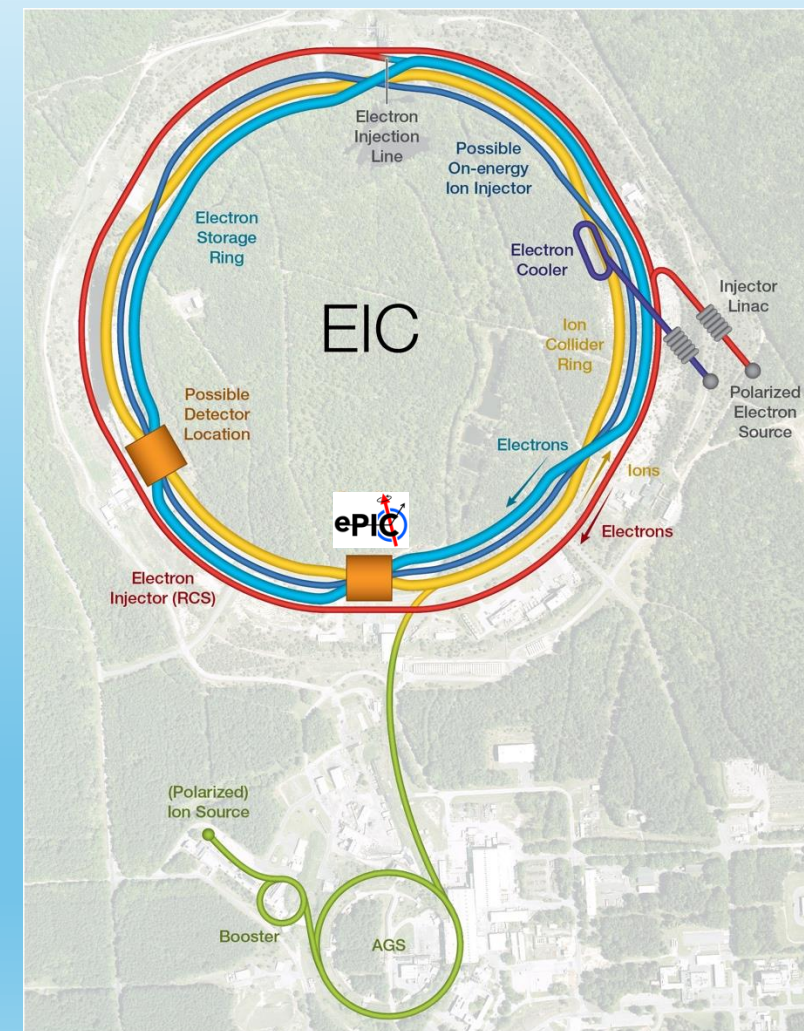 Electron
Injection
Line
Possible
On-energy
Ion Injector
Electron
Storage
Ring
Electron
Cooler
Injector
Linac
EIC
Ion
Collider
Ring
Possible
Detector
Location
Polarized
Electron
Source
Electrons
Ions
ePIC
Electrons
Electron
Injector (RCS)
(Polarized)
Ion Source
Booster
AGS